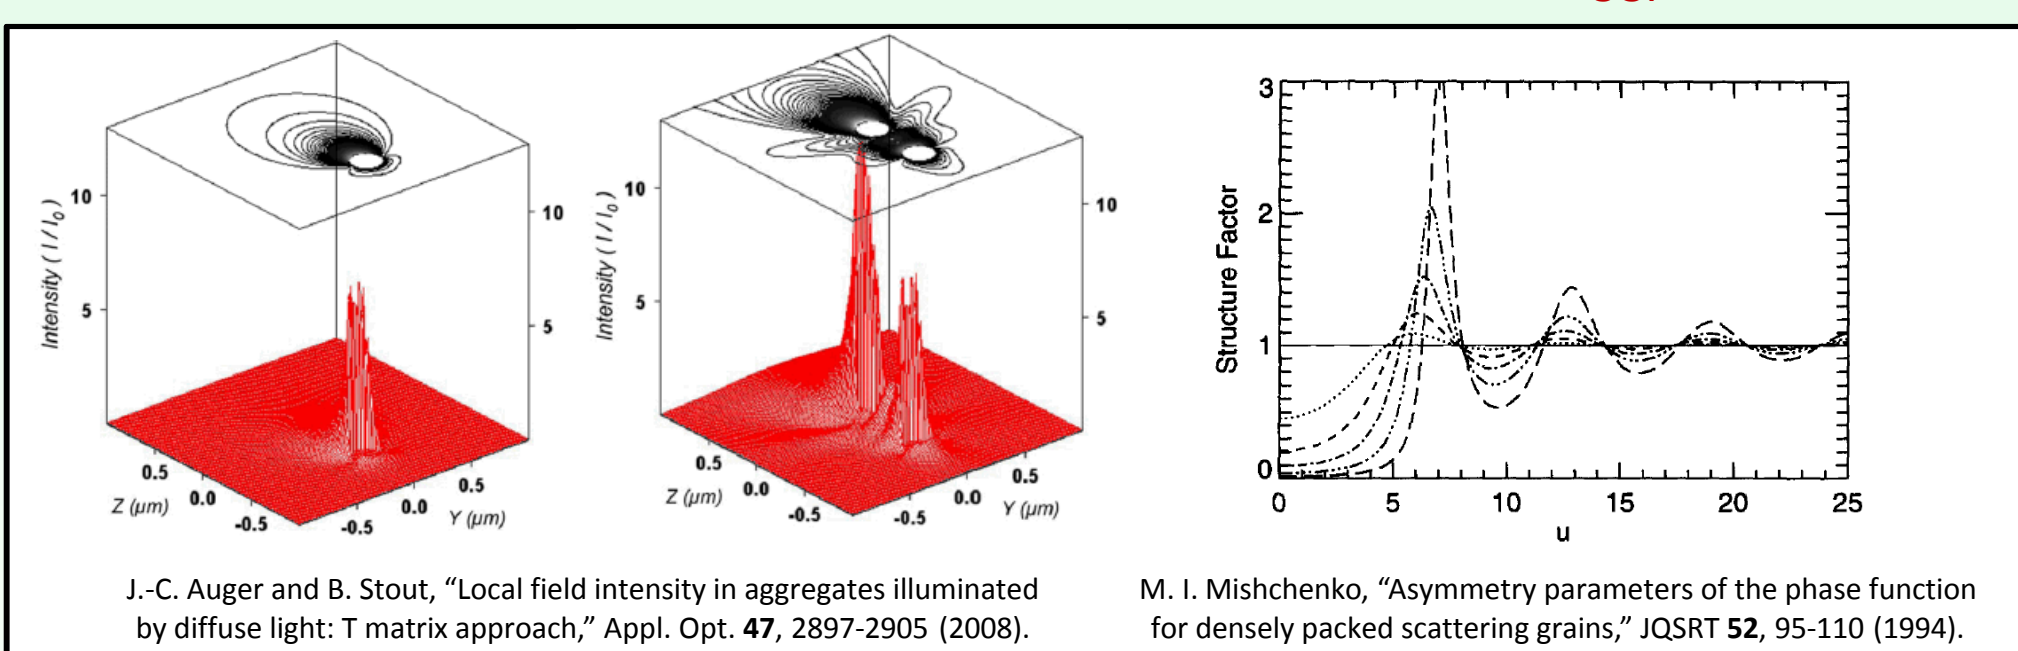 Intensity ( I / I0 )
10
5
10
5
0.5
0.0
-0.5
Z (µm)
0.5
0.0
-0.5
Y (µm)
Intensity ( I / I0 )
10
5
10
5
0.5
0.0
-0.5
Z (µm)
0.5
0.0
-0.5
Y (µm)
Structure Factor
3
2
1
0
0 5 10 15 20 25
u
J.-C. Auger and B. Stout, “Local field intensity in aggregates illuminated
by diffuse light: T matrix approach,” Appl. Opt. 47, 2897-2905 (2008).
M. I. Mishchenko, “Asymmetry parameters of the phase function
for densely packed scattering grains,” JQSRT 52, 95-110 (1994).